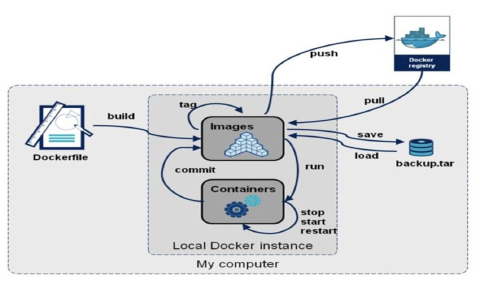 push
Docker
registry
pull
tag
build
Images
save
load
Dockerfile
backup.tar
commit
run
Containers
stop
start
restart
Local Docker instance
My computer